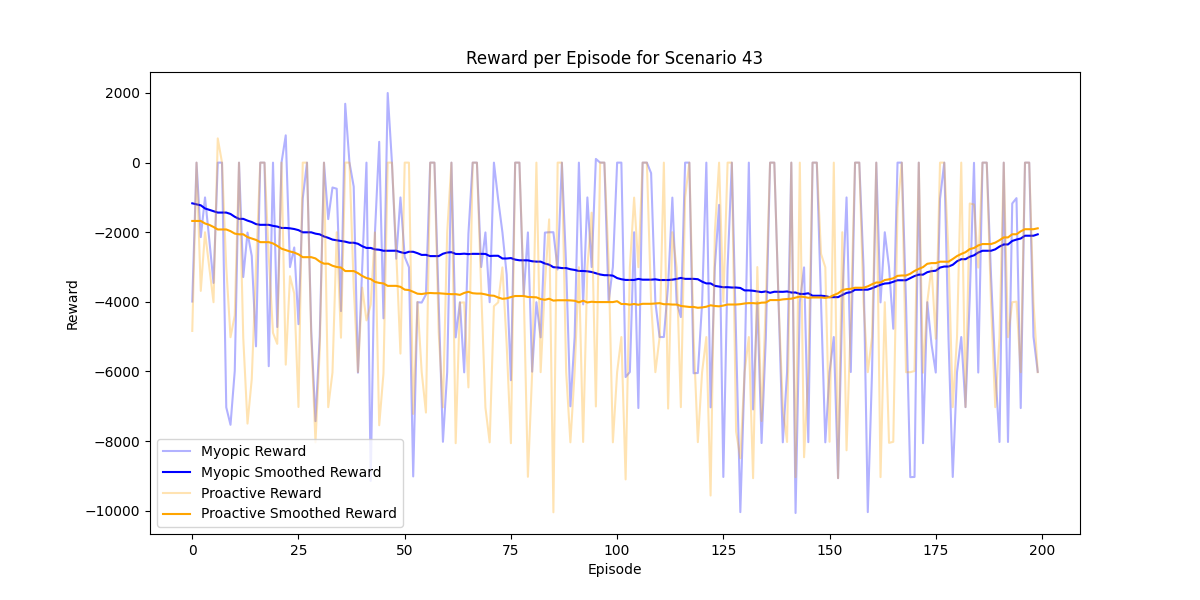 Reward per Episode for Scenario 43
2000
0
−2000
−4000
−6000
−8000
−10000
Reward
Myopic Reward
Myopic Smoothed Reward
Proactive Reward
Proactive Smoothed Reward
0 25 50 75 100 125 150 175 200
Episode